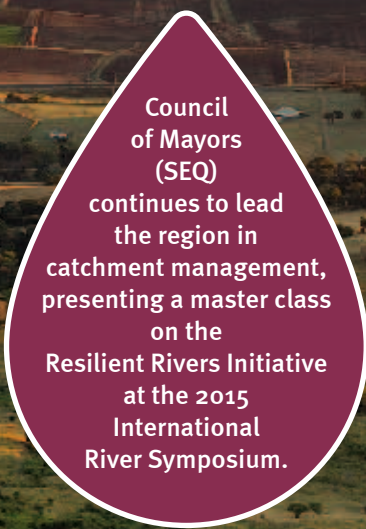 Council
of Mayors
(SEQ)
continues to lead
the region in
catchment management,
presenting a master class
on the
Resilient Rivers Initiative
at the 2015
International
River Symposium.